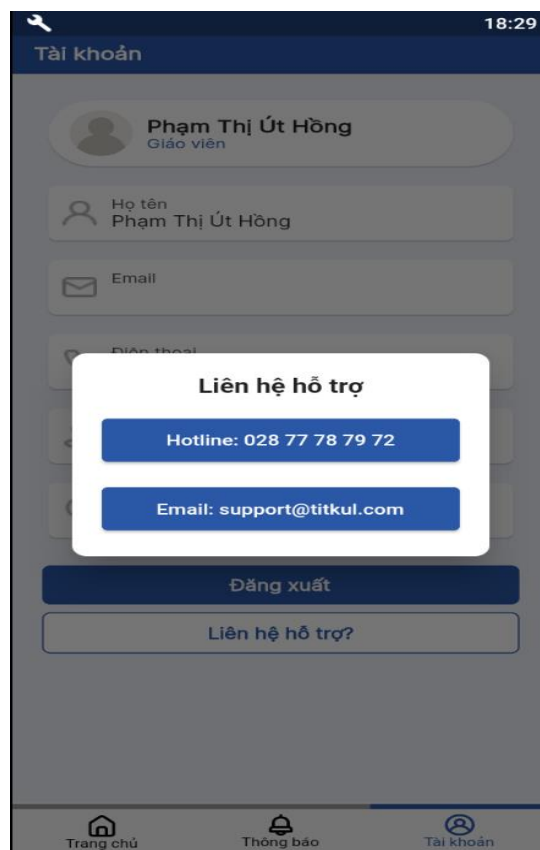 18:29
Tài khoản
Phạm Thị Út Hồng
Giáo viên
Họ tên
Phạm Thị Út Hồng
Email
Điện thoại
Liên hệ hỗ trợ
Hotline: 028 77 78 79 72
Email: support@titkul.com
Đăng xuất
Liên hệ hỗ trợ?
Trang chủ
Thông báo
Tài khoản